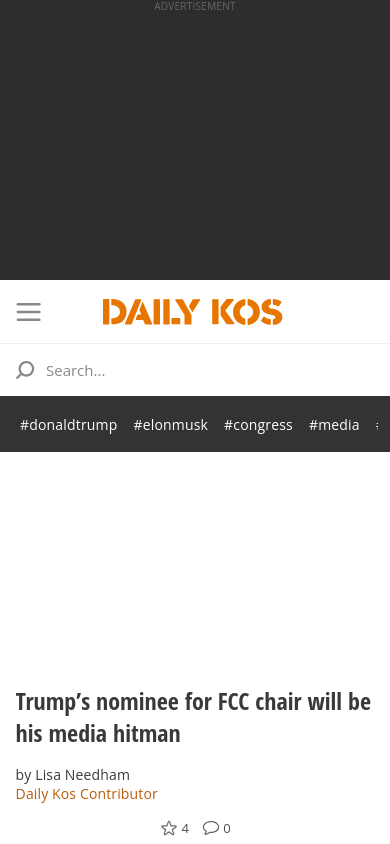 ADVERTISEMENT
DAILY KOS
Search...
#donaldtrump #elonmusk #congress #media
Trump’s nominee for FCC chair will be
his media hitman
by Lisa Needham
Daily Kos Contributor
4 0